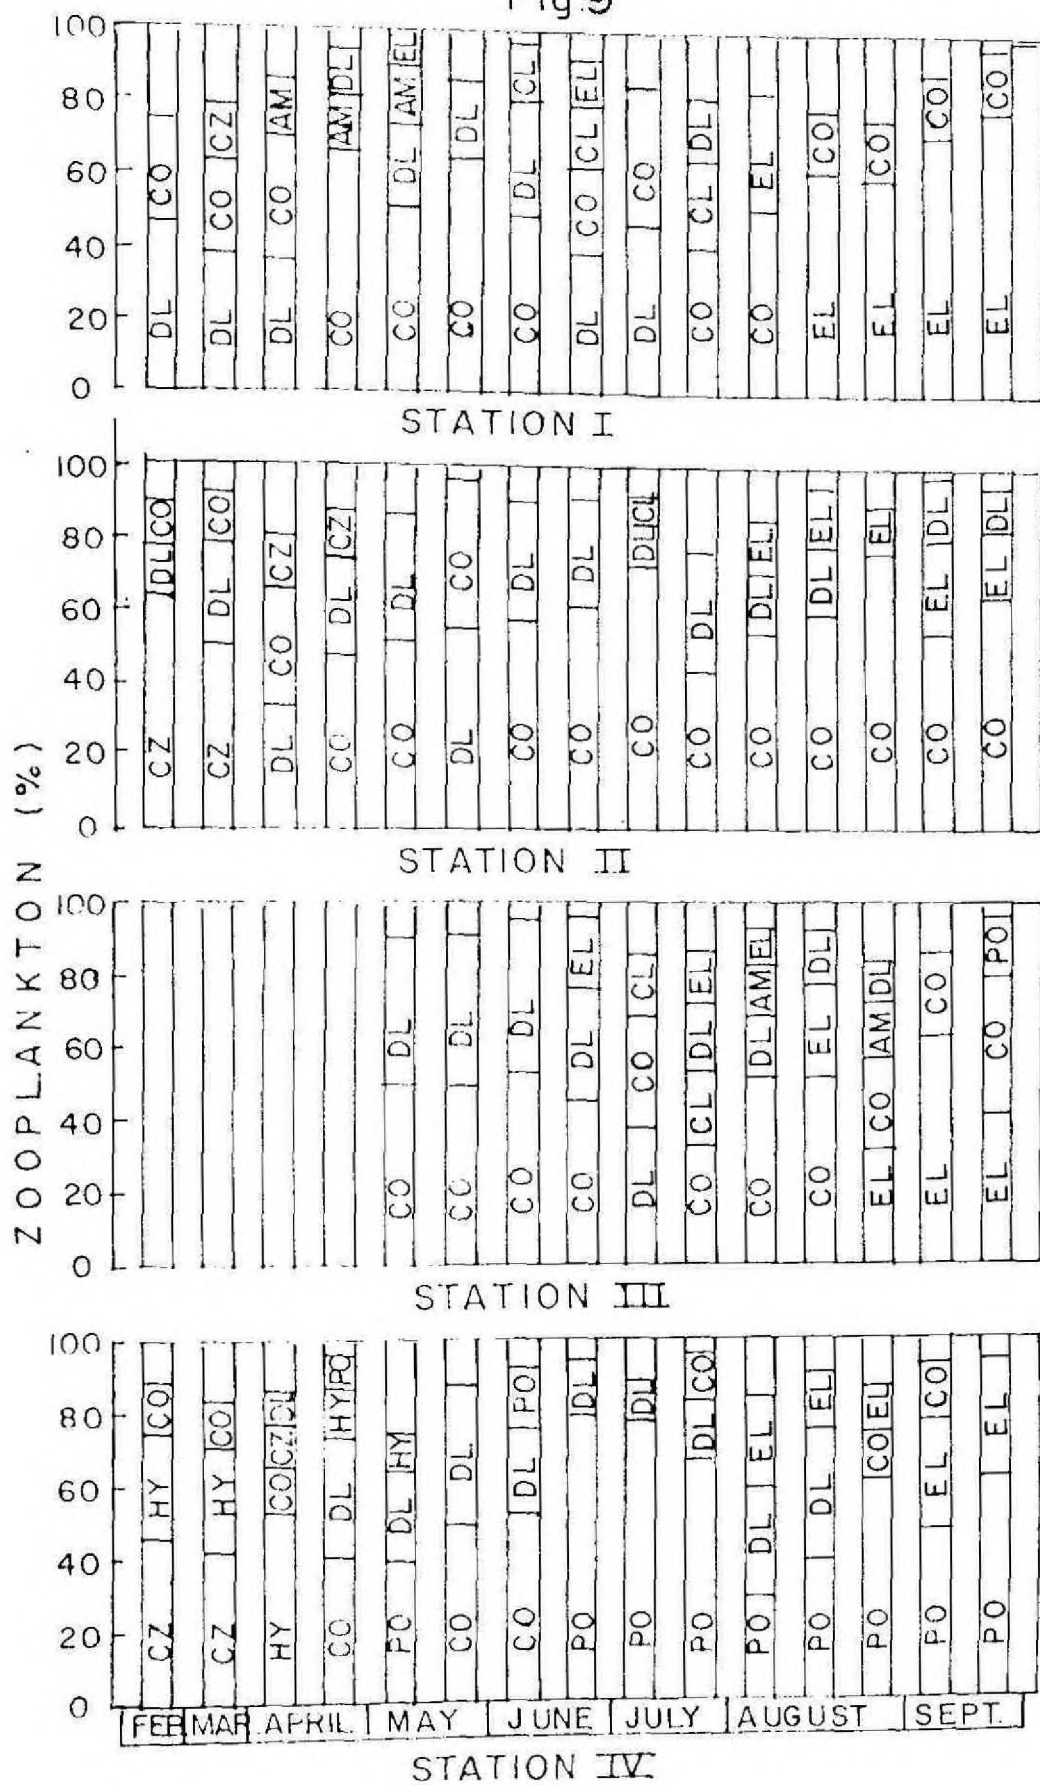 Fig.9
ZOOPLANKTON (%)
100
80
60
40
20
0
DL CO
DL CO CZ
DL CO AM
CO AM DL
CO DL AM EL
CO DL
CO DL CL
DL CO CL EL
DL CO
CO CL DL
CO EL
EL CO
EL CO
EL CO
EL CO
STATION I
100
80
60
40
20
0
CZ DL CO
CZ DL CO
DL CO CZ
CO DL CZ
CO DL
DL CO
CO DL
CO DL
CO DL CL
CO DL
CO DL EL
CO DL EL
CO EL
CO EL DL
CO EL DL
STATION II
100
80
60
40
20
0
CO DL
CO DL
CO DL
CO DL EL
DL CO CL
CO CL DL EL
CO DL AM EL
CO EL DL
EL CO AM DL
EL CO
EL CO PO
STATION III
100
80
60
40
20
0
CZ HY CO
CZ HY CO
HY CO CZ DL
CO DL HY PO
PO DL HY
CO DL
CO DL PO
PO DL
PO DL
PO DL CO
PO DL EL
PO DL EL
PO CO EL
PO EL CO
PO EL
FEB MAR APRIL MAY JUNE JULY AUGUST SEPT.
STATION IV